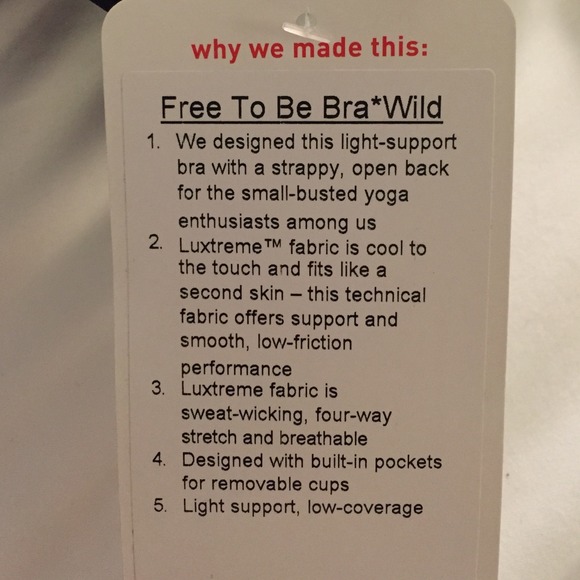 why we made this:
Free To Be Bra*Wild
1. We designed this light-support
bra with a strappy, open back
for the small-busted yoga
enthusiasts among us
2. Luxtreme™ fabric is cool to
the touch and fits like a
second skin – this technical
fabric offers support and
smooth, low-friction
performance
3. Luxtreme fabric is
sweat-wicking, four-way
stretch and breathable
4. Designed with built-in pockets
for removable cups
5. Light support, low-coverage